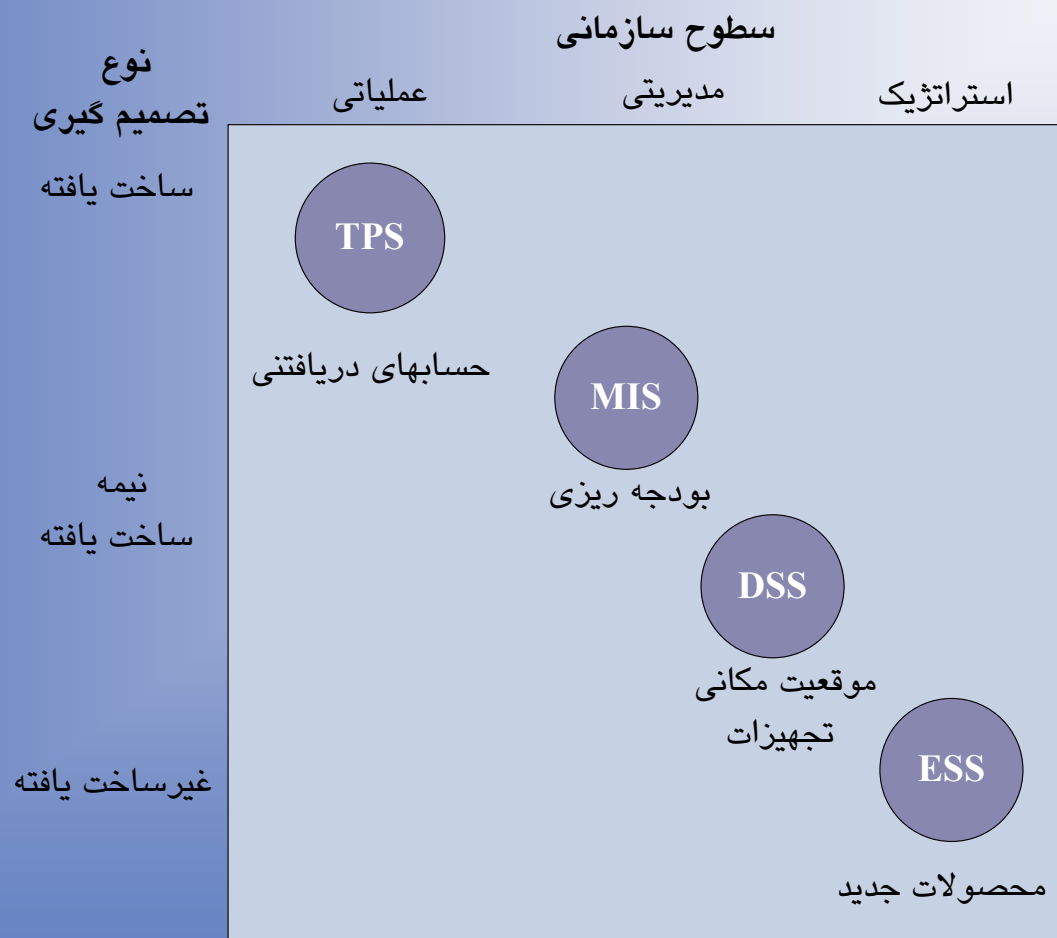 سطوح سازمانی
نوع
تصمیم گیری
عملیاتی
مدیریتی
استراتژیک
ساخت یافته
TPS
حسابهای دریافتنی
MIS
بودجه ریزی
نیمه
ساخت یافته
DSS
موقعیت مکانی
تجهیزات
غیرساخت یافته
ESS
محصولات جدید